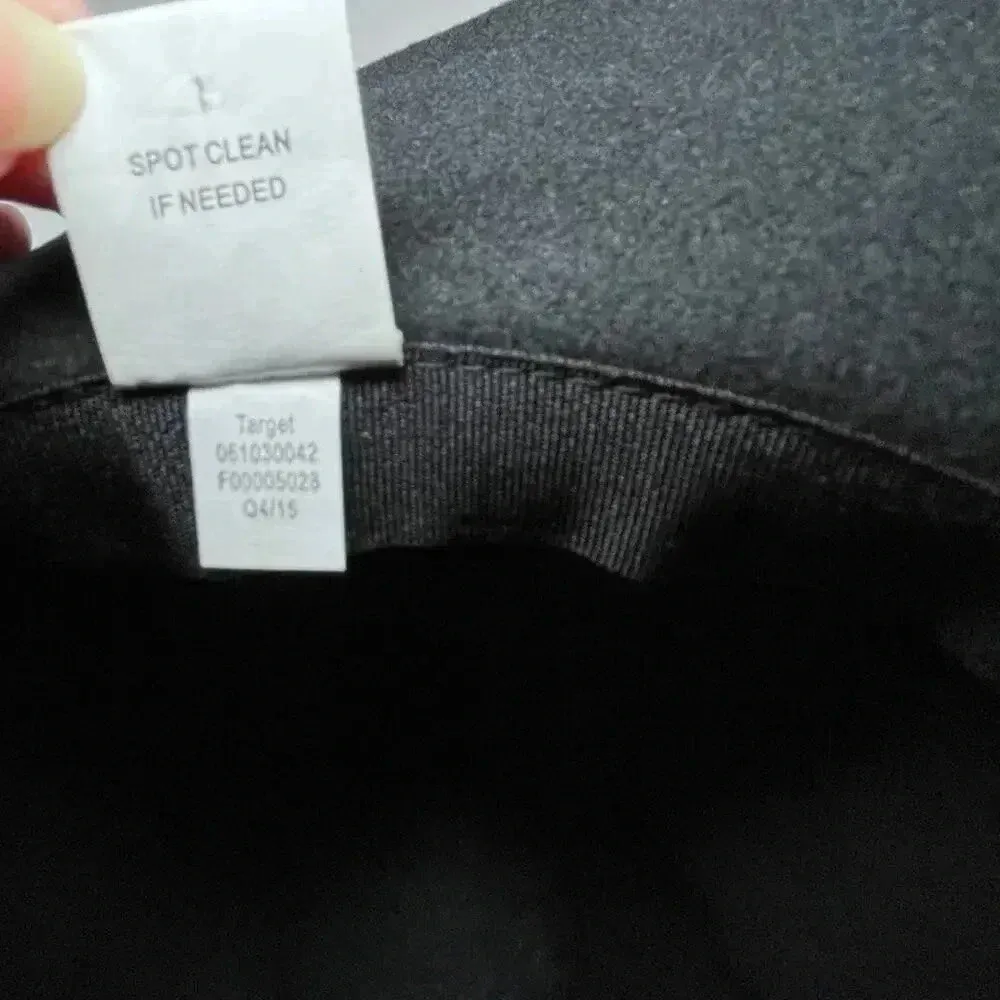 SPOT CLEAN
IF NEEDED
Target
061030042
F00005028
Q4/15